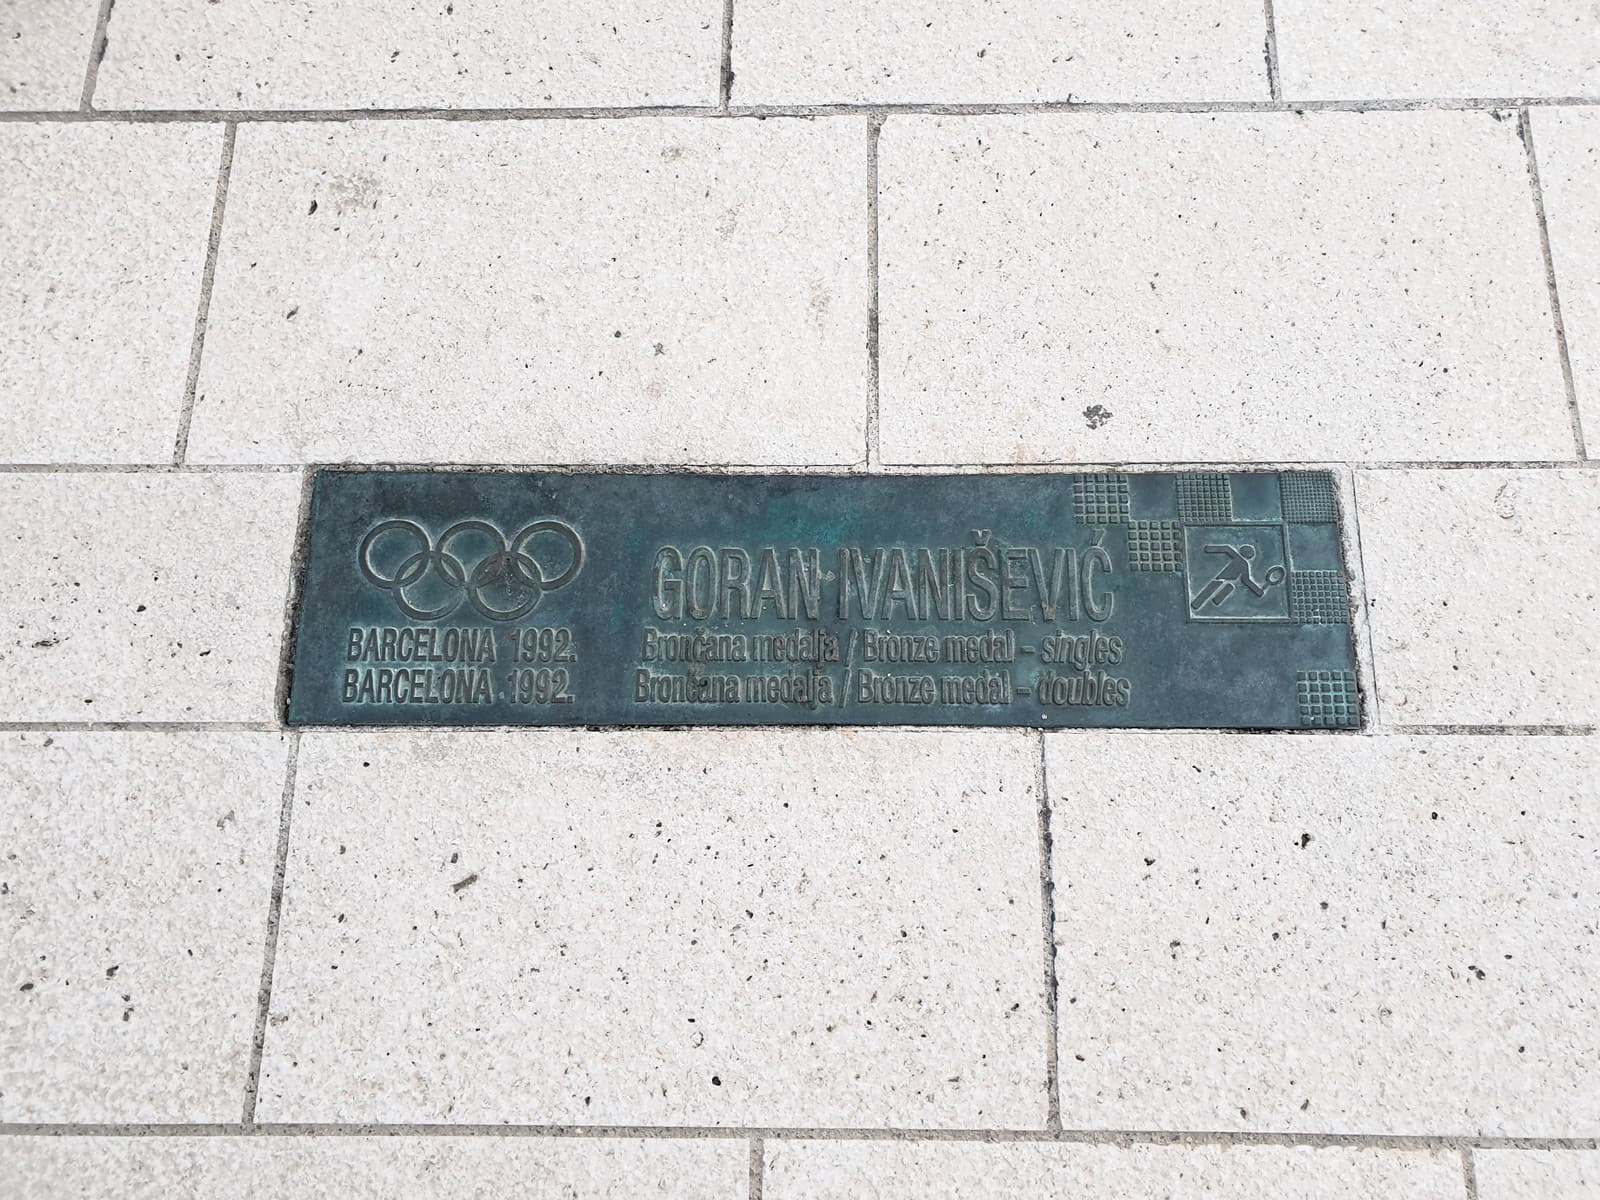 GORAN IVANIŠEVIĆ
BARCELONA 1992. Brončana medalja / Bronze medal – singles
BARCELONA 1992. Brončana medalja / Bronze medal – doubles